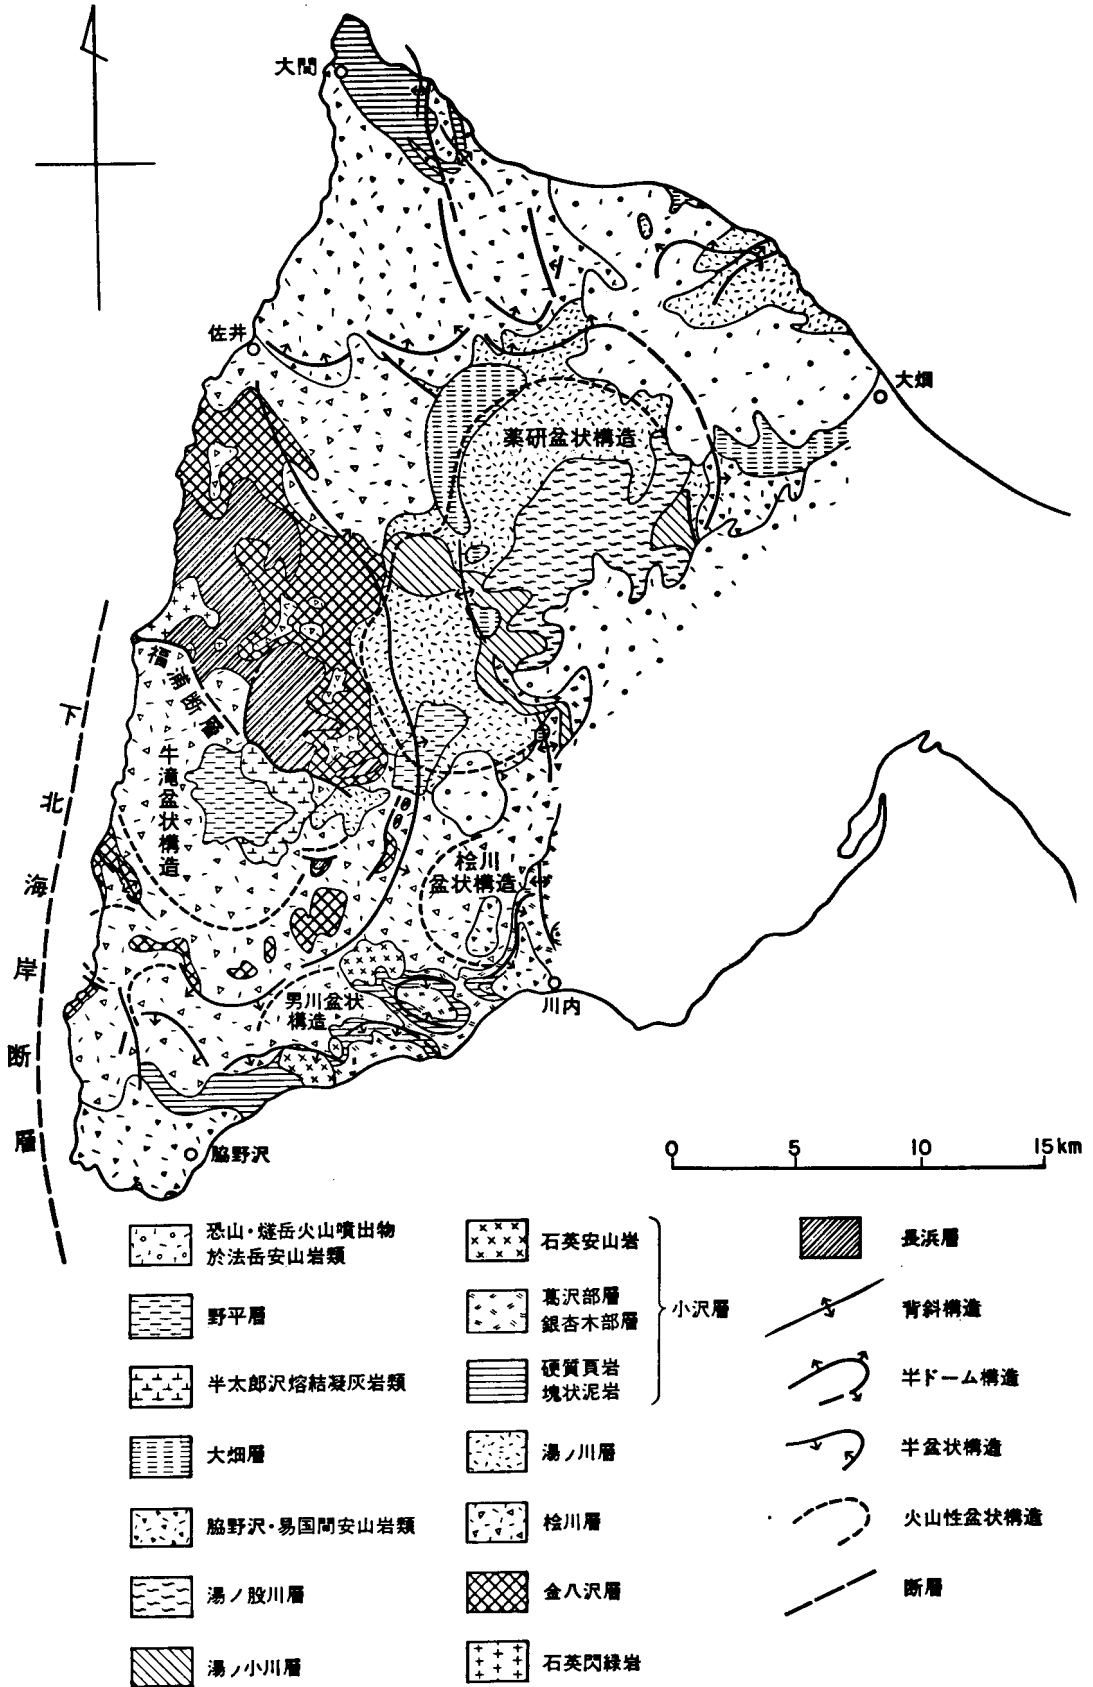 大間
佐井
大畑
薬研盆状構造
福浦断層
牛滝盆状構造
桧川
盆状構造
男川盆状
構造
川内
脇野沢
下北海岸断層
0 5 10 15km
恐山・燧岳火山噴出物
於法岳安山岩類
野平層
半太郎沢熔結凝灰岩類
大畑層
脇野沢・易国間安山岩類
湯ノ股川層
湯ノ小川層
石英安山岩
葛沢部層
銀杏木部層
硬質頁岩
塊状泥岩
小沢層
湯ノ川層
桧川層
金八沢層
石英閃緑岩
長浜層
背斜構造
半ドーム構造
半盆状構造
火山性盆状構造
断層